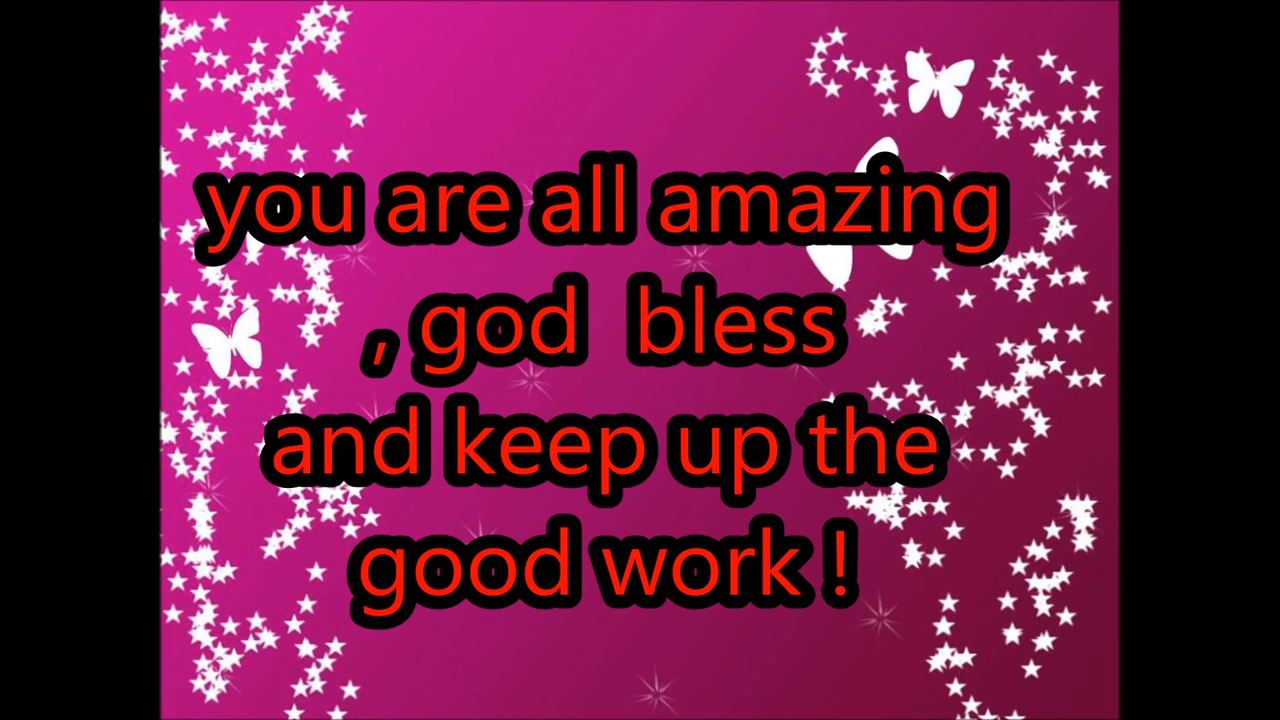 you are all amazing
, god  bless
and keep up the
good work !